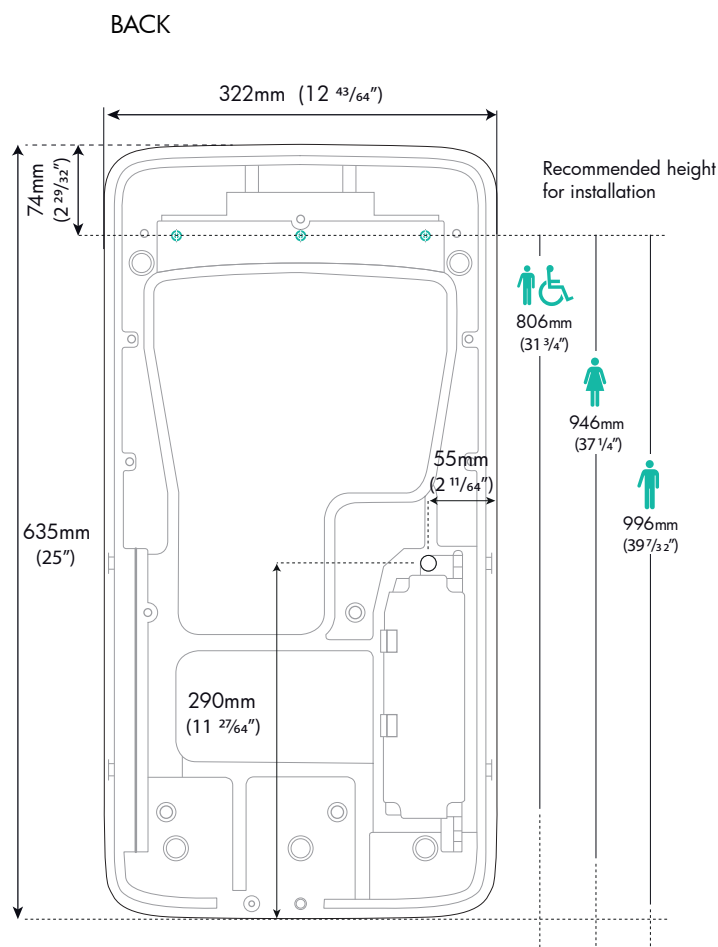 BACK
322mm (12 ⁴³/₆₄")
74mm
(2 ²⁹/₃₂")
Recommended height
for installation
806mm
(31 ³/₄")
946mm
(37 ¹/₄")
55mm
(2 ¹¹/₆₄")
996mm
(39 ⁷/₃₂")
635mm
(25")
290mm
(11 ²⁷/₆₄")